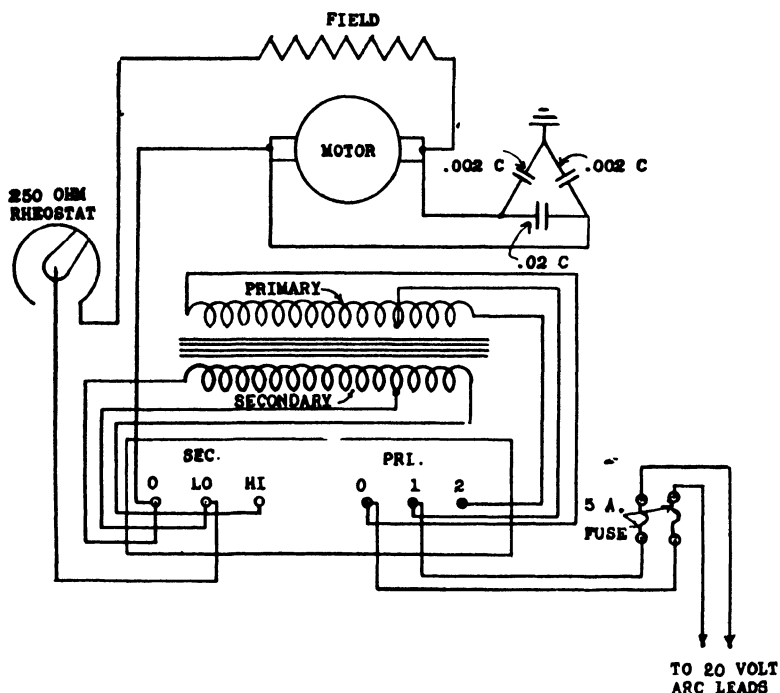 FIELD
MOTOR
.002 C
.002 C
250 OHM
RHEOSTAT
.02 C
PRIMARY
SECONDARY
SEC.
PRI.
0
LO
HI
0
1
2
5 A.
FUSE
TO 20 VOLT
ARC LEADS